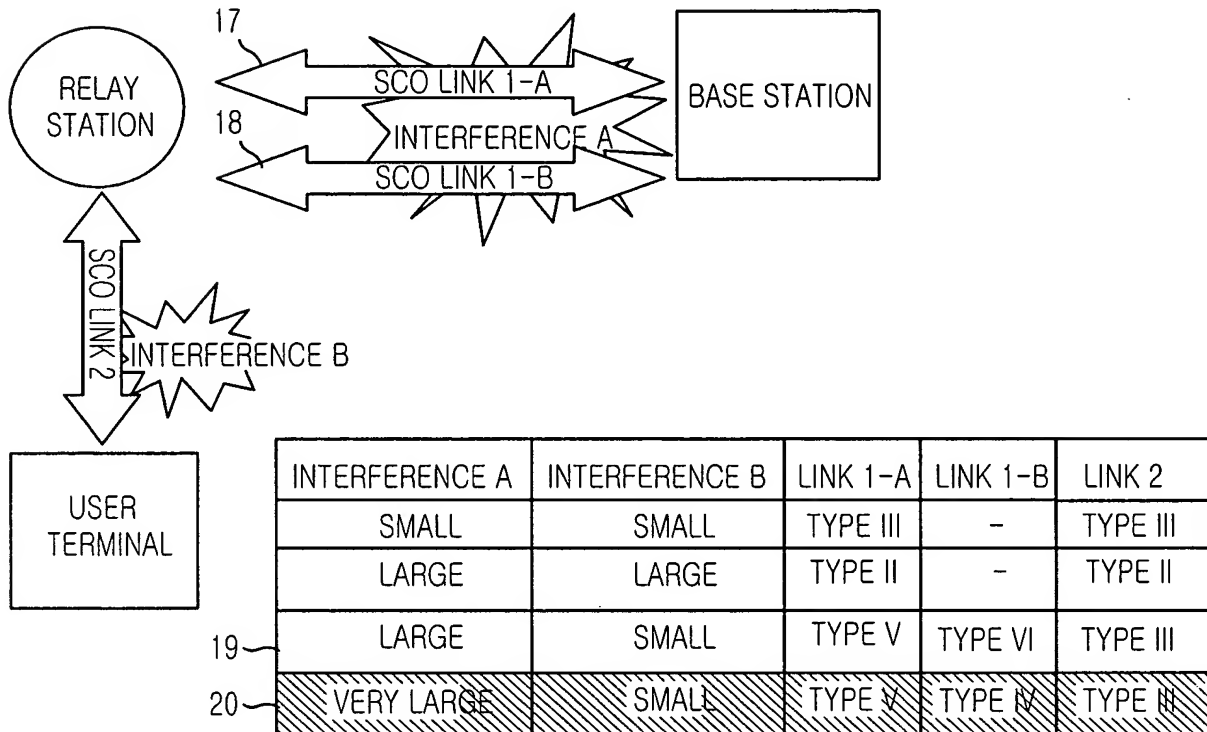 17
SCO LINK 1-A
RELAY
STATION
BASE STATION
18
INTERFERENCE A
SCO LINK 1-B
SCO LINK 2
INTERFERENCE B
USER
TERMINAL
INTERFERENCE A INTERFERENCE B LINK 1-A LINK 1-B LINK 2
SMALL SMALL TYPE III - TYPE III
LARGE LARGE TYPE II - TYPE II
19 LARGE SMALL TYPE V TYPE VI TYPE III
20 VERY LARGE SMALL TYPE V TYPE IV TYPE III